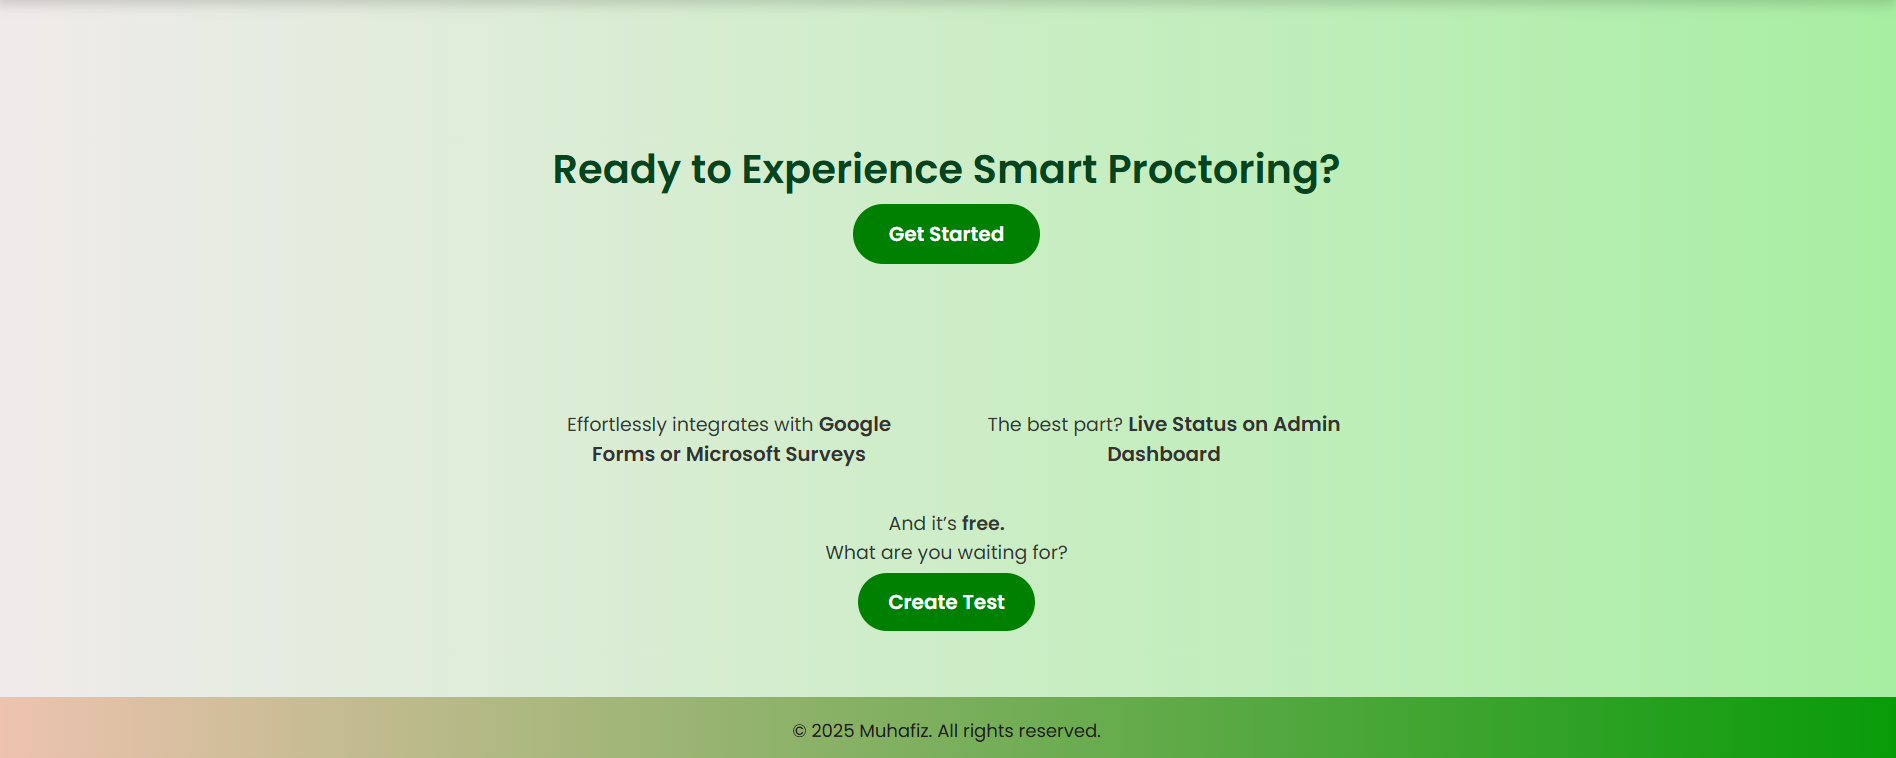 Ready to Experience Smart Proctoring?
Get Started
Effortlessly integrates with Google
Forms or Microsoft Surveys
The best part? Live Status on Admin
Dashboard
And it’s free.
What are you waiting for?
Create Test
© 2025 Muhafiz. All rights reserved.